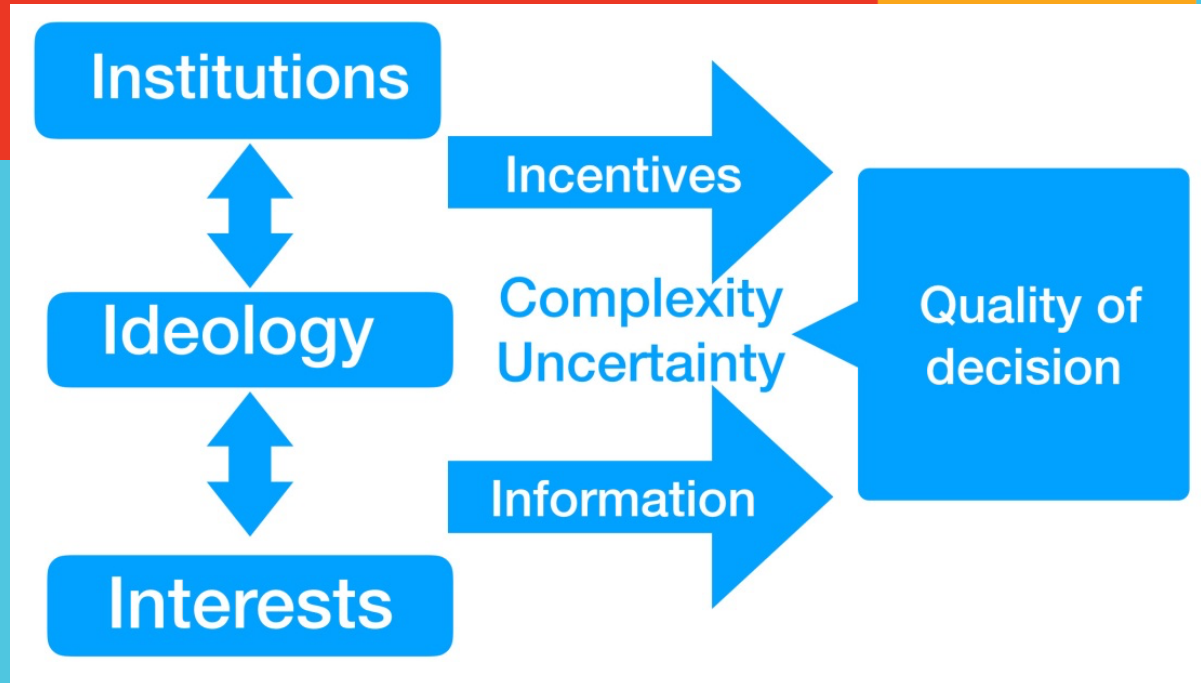 Institutions
Incentives
Ideology
Complexity
Uncertainty
Quality of
decision
Information
Interests